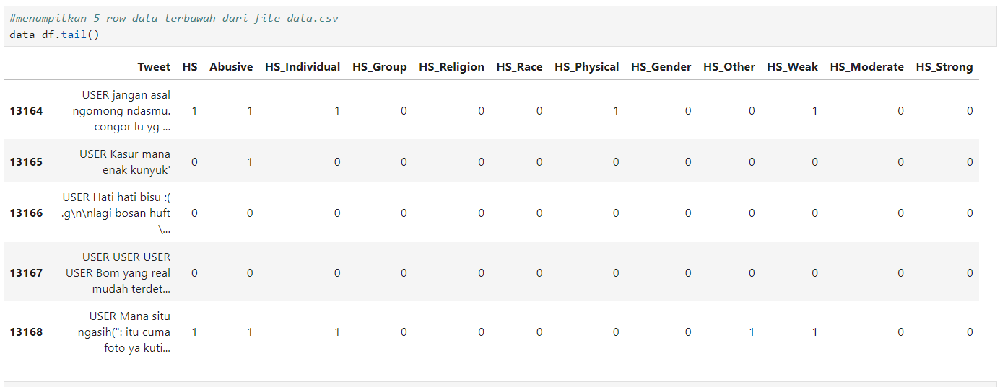 #menampilkan 5 row data terbawah dari file data.csv
data_df.tail()
Tweet HS Abusive HS_Individual HS_Group HS_Religion HS_Race HS_Physical HS_Gender HS_Other HS_Weak HS_Moderate HS_Strong
USER jangan asal
13164 ngomong ndasmu. 1 1 1 0 0 0 1 0 0 1 0 0
congor lu yg ...
13165 USER Kasur mana 0 1 0 0 0 0 0 0 0 0 0 0
enak kunyuk'
USER Hati hati bisu :(
13166 .g\n\nlagi bosan huft 0 0 0 0 0 0 0 0 0 0 0 0
\...
USER USER USER
13167 USER Bom yang real 0 0 0 0 0 0 0 0 0 0 0 0
mudah terdet...
USER Mana situ
13168 ngasih(": itu cuma 1 1 1 0 0 0 0 0 1 1 0 0
foto ya kuti...